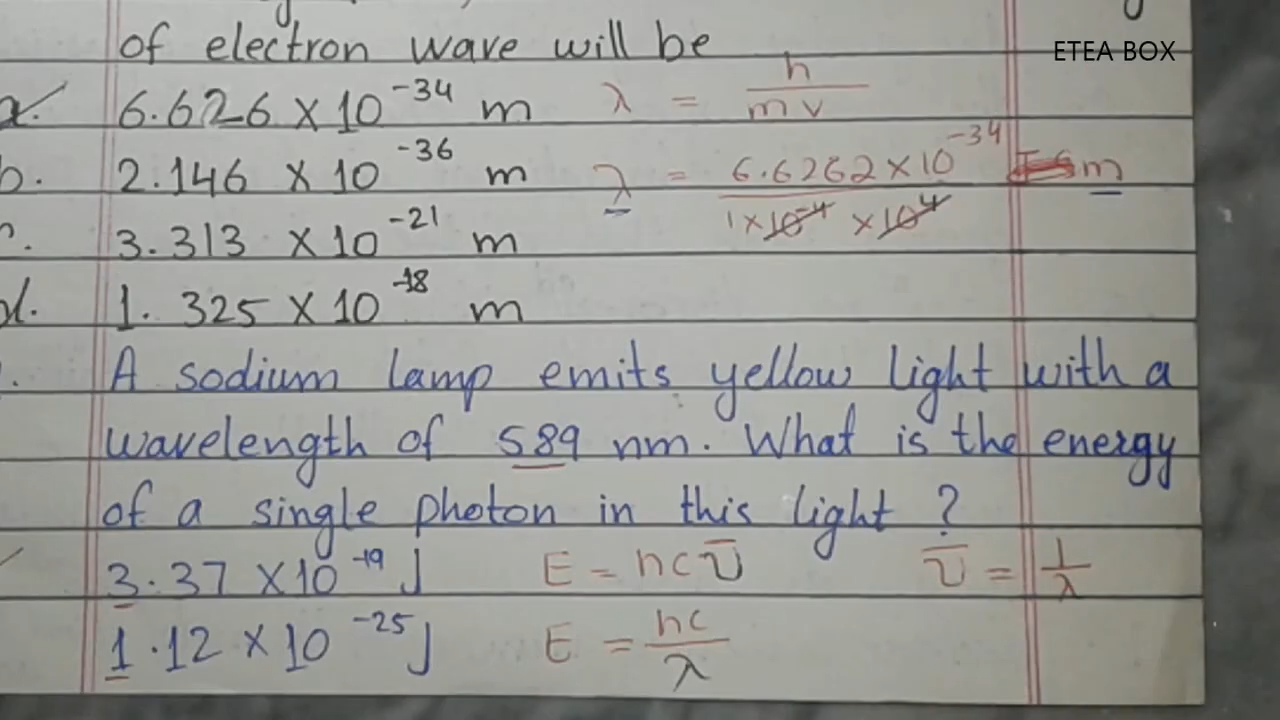 of electron wave will be
ETEA BOX
a. 6.626 x 10^-34 m λ = h / mv
b. 2.146 x 10^-36 m λ = 6.6262 x 10^-34 / 1 x 10^-4 x 10^4 m
3.313 x 10^-21 m
d. 1.325 x 10^-18 m
A sodium lamp emits yellow light with a
wavelength of 589 nm. What is the energy
of a single photon in this light ?
3.37 x 10^-19 J E = hc ῡ ῡ = 1 / λ
1.12 x 10^-25 J E = hc / λ